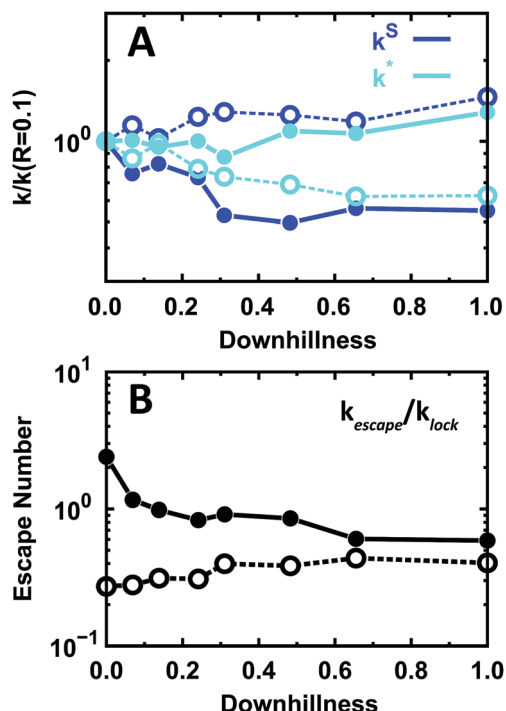 A
k^S
k^*
k/k(R=0.1)
10^0
0.0 0.2 0.4 0.6 0.8 1.0
Downhillness
B
k_escape/k_lock
Escape Number
10^1
10^0
10^-1
0.0 0.2 0.4 0.6 0.8 1.0
Downhillness